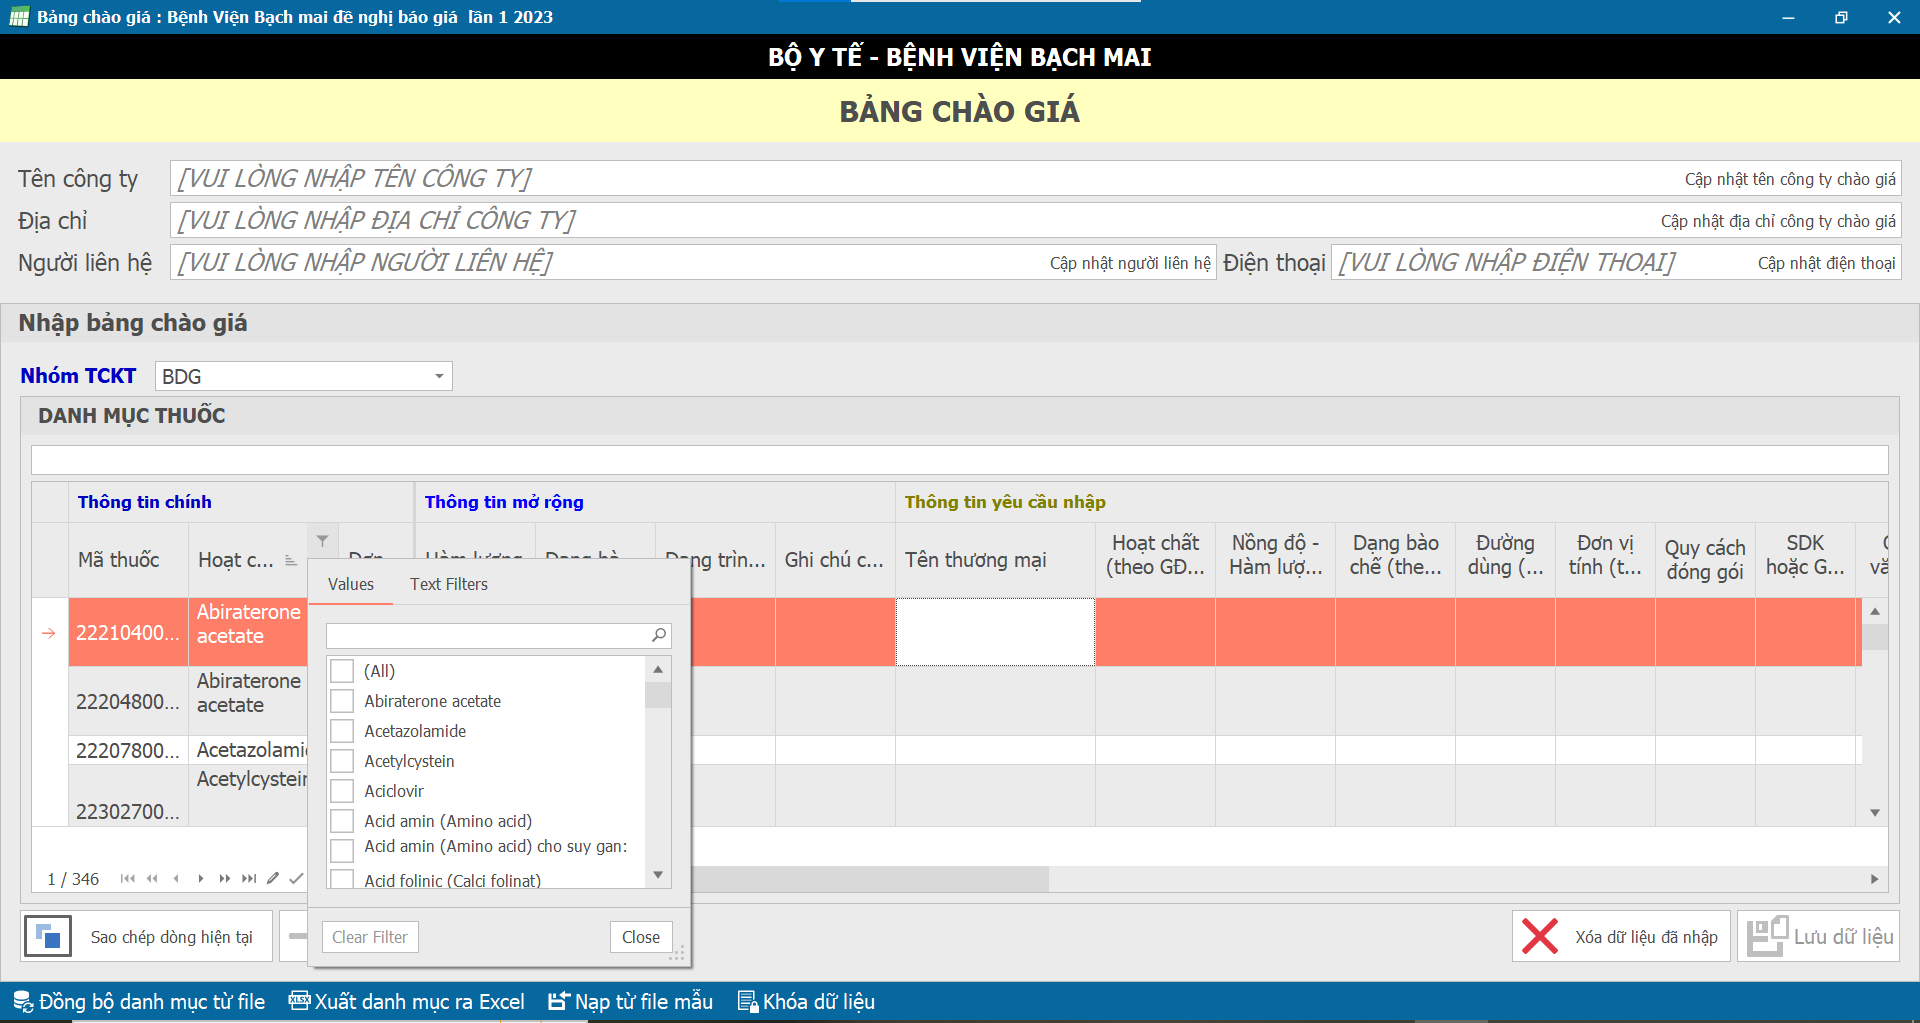 Bảng chào giá : Bệnh Viện Bạch mai đề nghị báo giá  lần 1 2023
BỘ Y TẾ - BỆNH VIỆN BẠCH MAI
BẢNG CHÀO GIÁ
Tên công ty [VUI LÒNG NHẬP TÊN CÔNG TY] Cập nhật tên công ty chào giá
Địa chỉ [VUI LÒNG NHẬP ĐỊA CHỈ CÔNG TY] Cập nhật địa chỉ công ty chào giá
Người liên hệ [VUI LÒNG NHẬP NGƯỜI LIÊN HỆ] Cập nhật người liên hệ Điện thoại [VUI LÒNG NHẬP ĐIỆN THOẠI] Cập nhật điện thoại
Nhập bảng chào giá
Nhóm TCKT BDG
DANH MỤC THUỐC
Thông tin chính Thông tin mở rộng Thông tin yêu cầu nhập
Mã thuốc Hoạt c... Đơn Hàm lượng Dạng bà... Dạng trìn... Ghi chú c... Tên thương mại
Hoạt chất
(theo GĐ...
Nồng độ -
Hàm lượ...
Dạng bào
chế (the...
Đường
dùng (...
Đơn vị
tính (t...
Quy cách
đóng gói
SDK
hoặc G...
22210400... Abiraterone
acetate
22204800... Abiraterone
acetate
22207800... Acetazolamic
22302700... Acetylcystein
Values Text Filters
(All)
Abiraterone acetate
Acetazolamide
Acetylcystein
Aciclovir
Acid amin (Amino acid)
Acid amin (Amino acid) cho suy gan:
Acid folinic (Calci folinat)
Clear Filter Close
1 / 346
Sao chép dòng hiện tại Xóa dữ liệu đã nhập Lưu dữ liệu
Đồng bộ danh mục từ file Xuất danh mục ra Excel Nạp từ file mẫu Khóa dữ liệu